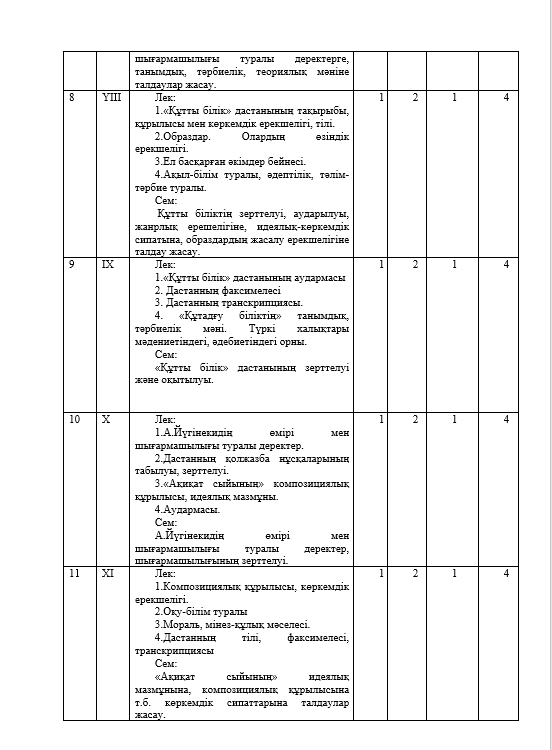 шығармашылығы туралы деректерге,
танымдық, тәрбиелік, теориялық мәніне
талдаулар жасау.
8 ҮІІІ Лек: 1 2 1 4
1.«Құтты білік» дастанының тақырыбы,
құрылысы мен көркемдік ерекшелігі, тілі.
2.Образдар. Олардың өзіндік
ерекшелігі.
3.Ел басқарған әкімдер бейнесі.
4.Ақыл-білім туралы, әдептілік, тәлім-
тәрбие туралы.
Сем:
Құтты біліктің зерттелуі, аударылуы,
жанрлық ерешелігіне, идеялық-көркемдік
сипатына, образдардың жасалу ерекшелігіне
талдау жасау.
9 IX Лек: 1 2 1 4
1.«Құтты білік» дастанының аудармасы
2. Дастанның факсимелесі
3. Дастанның транскрипциясы.
4. «Құтадғу біліктің» танымдық,
тәрбиелік мәні. Түркі халықтары
мәдениетіндегі, әдебиетіндегі орны.
Сем:
«Құтты білік» дастанының зерттелуі
және оқытылуы.
10 X Лек: 1 2 1 4
1.А.Йүгінекидің өмірі мен
шығармашылығы туралы деректер.
2.Дастанның қолжазба нұсқаларының
табылуы, зерттелуі.
3.«Ақиқат сыйының» композициялық
құрылысы, идеялық мазмұны.
4.Аудармасы.
Сем:
А.Йүгінекидің өмірі мен
шығармашылығы туралы деректер,
шығармашылығының зерттелуі.
11 XI Лек: 1 2 1 4
1.Композициялық құрылысы, көркемдік
ерекшелігі.
2.Оқу-білім туралы
3.Мораль, мінез-құлық мәселесі.
4.Дастанның тілі, факсимелесі,
транскрипциясы
Сем:
«Ақиқат сыйының» идеялық
мазмұнына, композициялық құрылысына
т.б. көркемдік сипаттарына талдаулар
жасау.